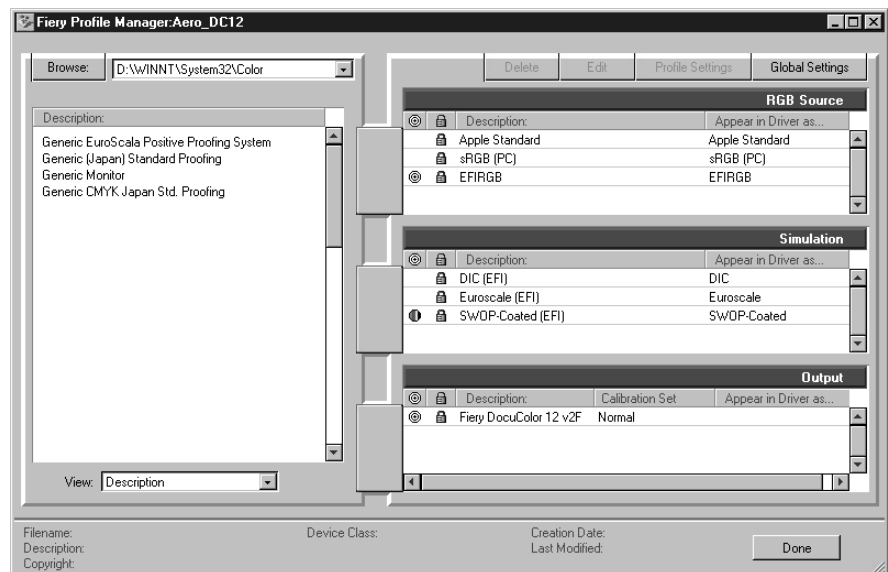 Fiery Profile Manager:Aero_DC12
Browse: D:\WINNT\System32\Color
Delete Edit Profile Settings Global Settings
Description:
Generic EuroScala Positive Proofing System
Generic (Japan) Standard Proofing
Generic Monitor
Generic CMYK Japan Std. Proofing
View: Description
RGB Source
Description: Appear in Driver as...
Apple Standard Apple Standard
sRGB (PC) sRGB (PC)
EFIRGB EFIRGB
Simulation
Description: Appear in Driver as...
DIC (EFI) DIC
Euroscale (EFI) Euroscale
SWOP-Coated (EFI) SWOP-Coated
Output
Description: Calibration Set Appear in Driver as...
Fiery DocuColor 12 v2F Normal
Filename: Device Class: Creation Date:
Description: Last Modified:
Copyright:
Done